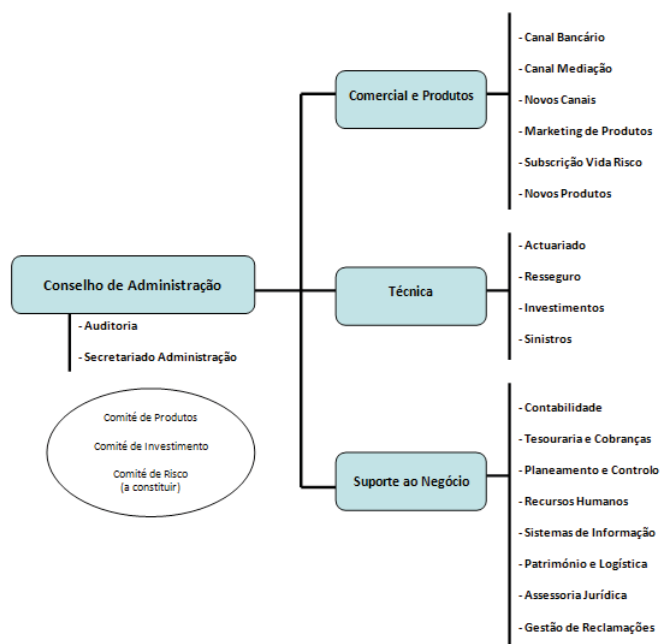 Conselho de Administração
- Auditoria
- Secretariado Administração
Comité de Produtos
Comité de Investimento
Comité de Risco
(a constituir)
Comercial e Produtos
- Canal Bancário
- Canal Mediação
- Novos Canais
- Marketing de Produtos
- Subscrição Vida Risco
- Novos Produtos
Técnica
- Actuariado
- Resseguro
- Investimentos
- Sinistros
Suporte ao Negócio
- Contabilidade
- Tesouraria e Cobranças
- Planeamento e Controlo
- Recursos Humanos
- Sistemas de Informação
- Património e Logística
- Assessoria Jurídica
- Gestão de Reclamações